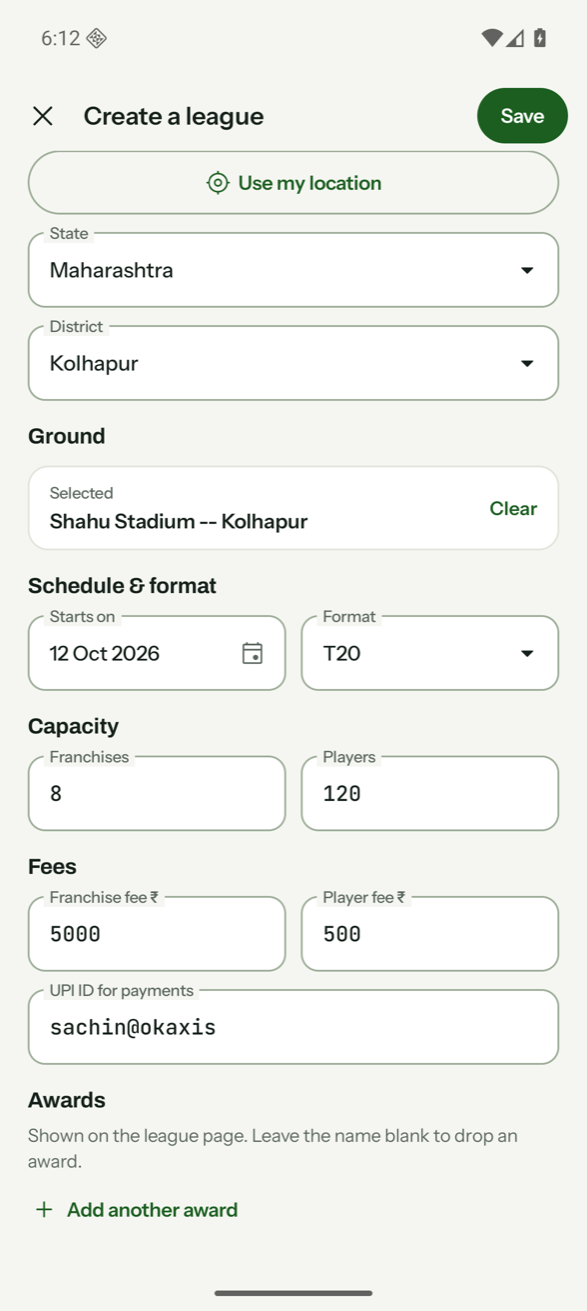 6:12
Create a league
Save
Use my location
State
Maharashtra
District
Kolhapur
Ground
Selected
Shahu Stadium -- Kolhapur
Clear
Schedule & format
Starts on
12 Oct 2026
Format
T20
Capacity
Franchises
8
Players
120
Fees
Franchise fee ₹
5000
Player fee ₹
500
UPI ID for payments
sachin@okaxis
Awards
Shown on the league page. Leave the name blank to drop an
award.
+ Add another award